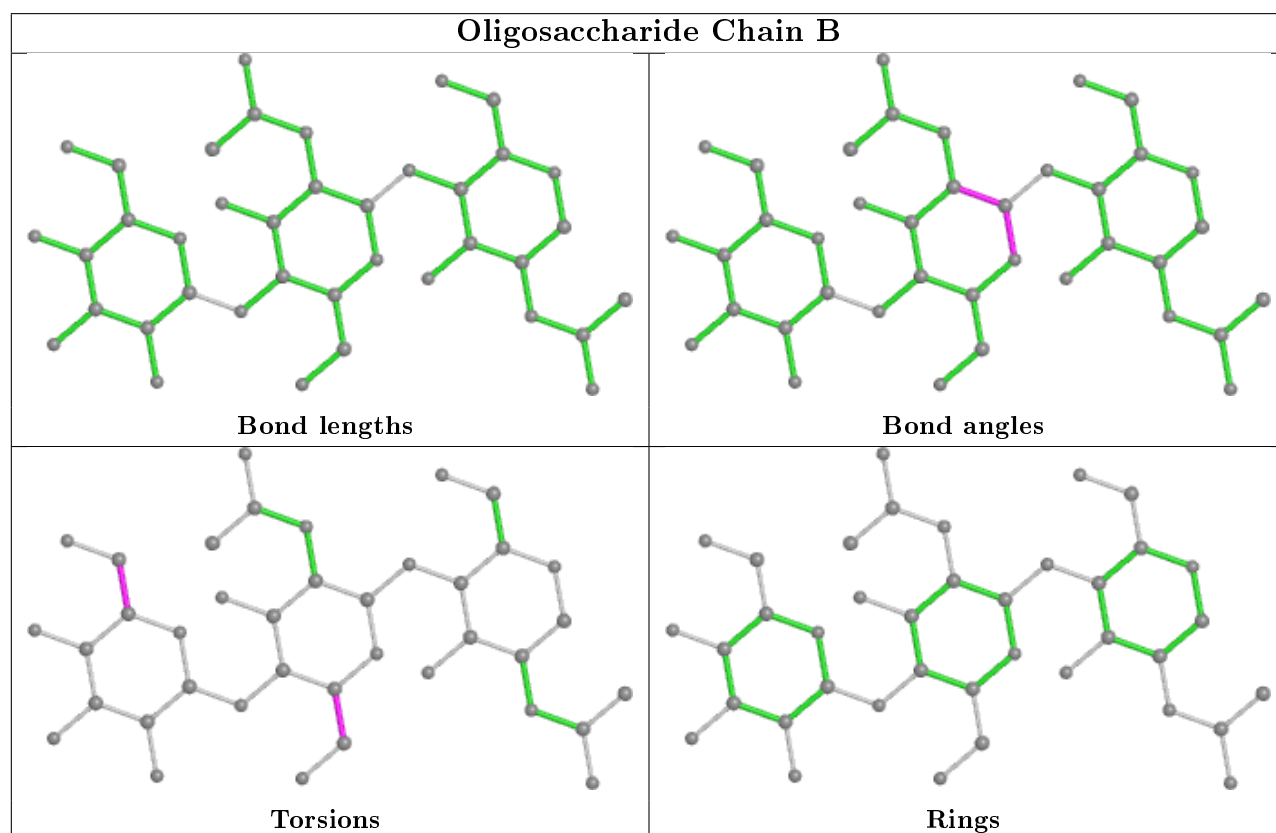 Oligosaccharide Chain B
Bond lengths
Bond angles
Torsions
Rings